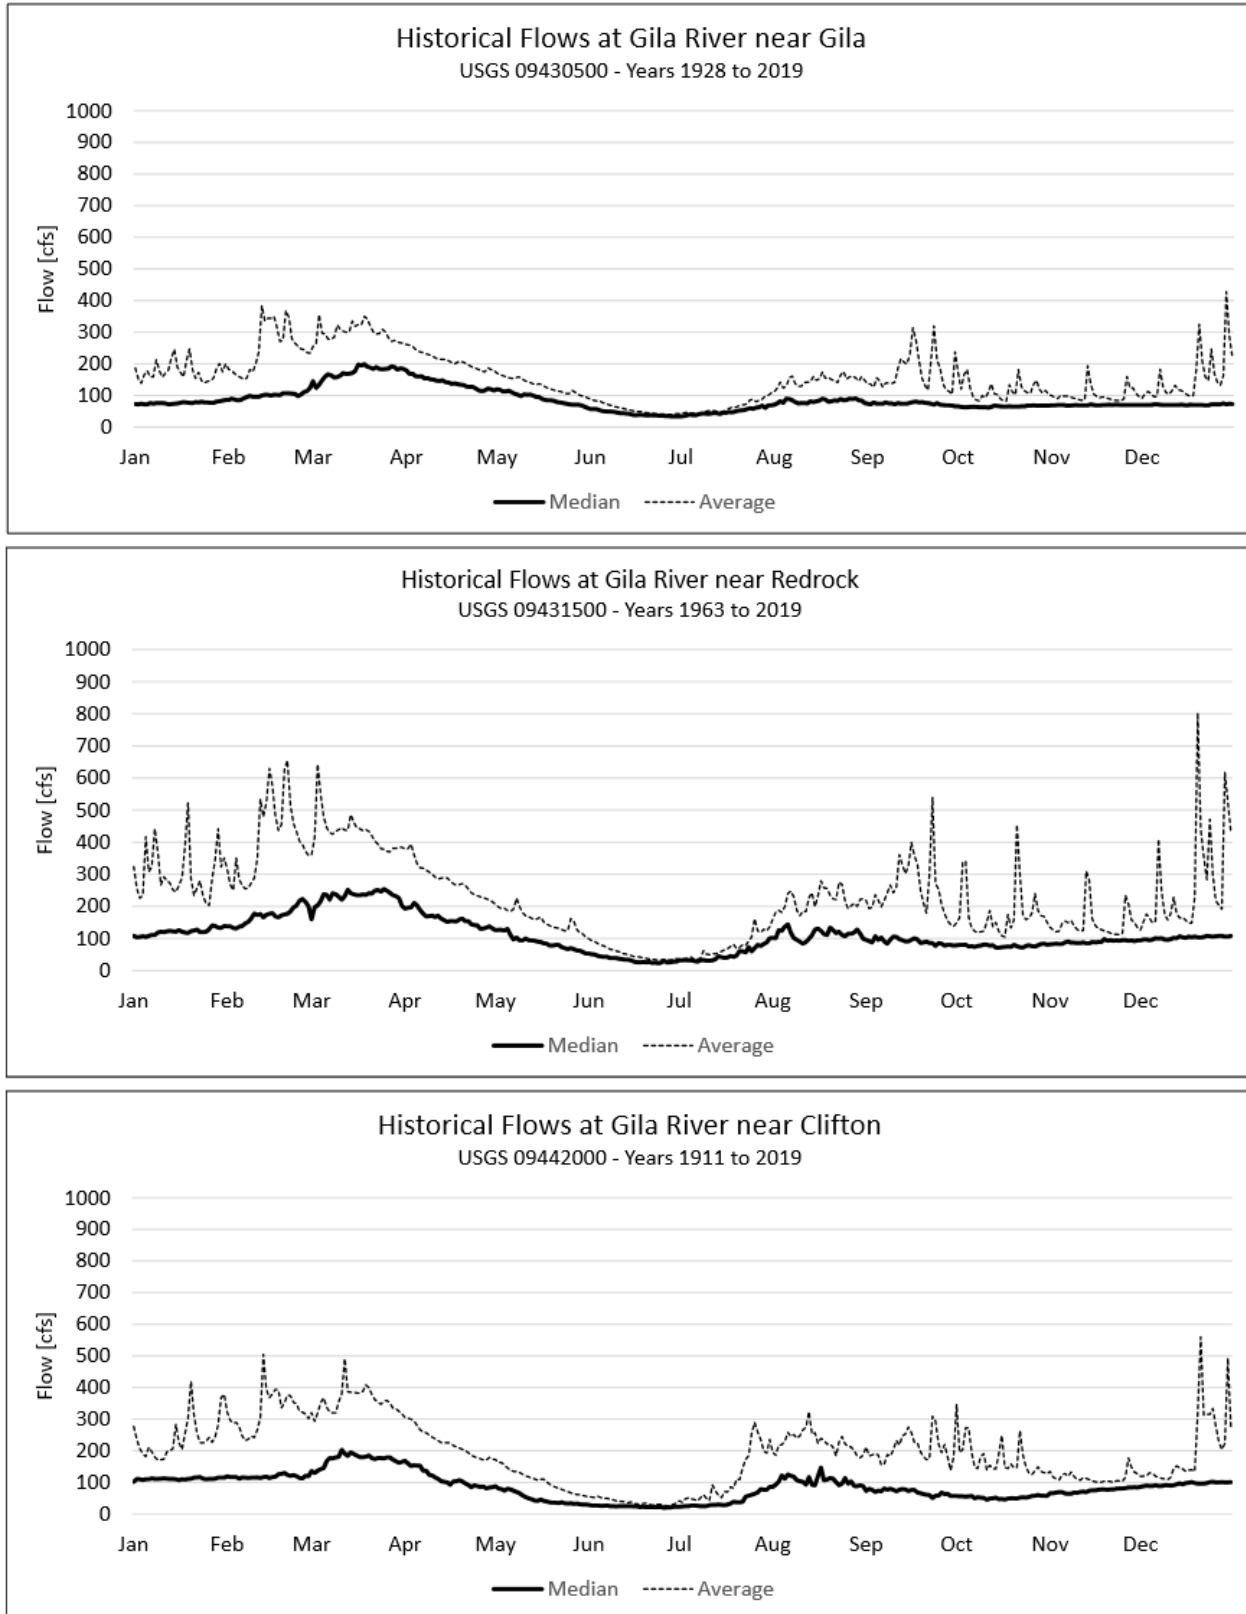 Historical Flows at Gila River near Gila
USGS 09430500 - Years 1928 to 2019
1000
900
800
700
600
500
400
300
200
100
0
Flow [cfs]
Jan Feb Mar Apr May Jun Jul Aug Sep Oct Nov Dec
Median Average
Historical Flows at Gila River near Redrock
USGS 09431500 - Years 1963 to 2019
1000
900
800
700
600
500
400
300
200
100
0
Flow [cfs]
Jan Feb Mar Apr May Jun Jul Aug Sep Oct Nov Dec
Median Average
Historical Flows at Gila River near Clifton
USGS 09442000 - Years 1911 to 2019
1000
900
800
700
600
500
400
300
200
100
0
Flow [cfs]
Jan Feb Mar Apr May Jun Jul Aug Sep Oct Nov Dec
Median Average